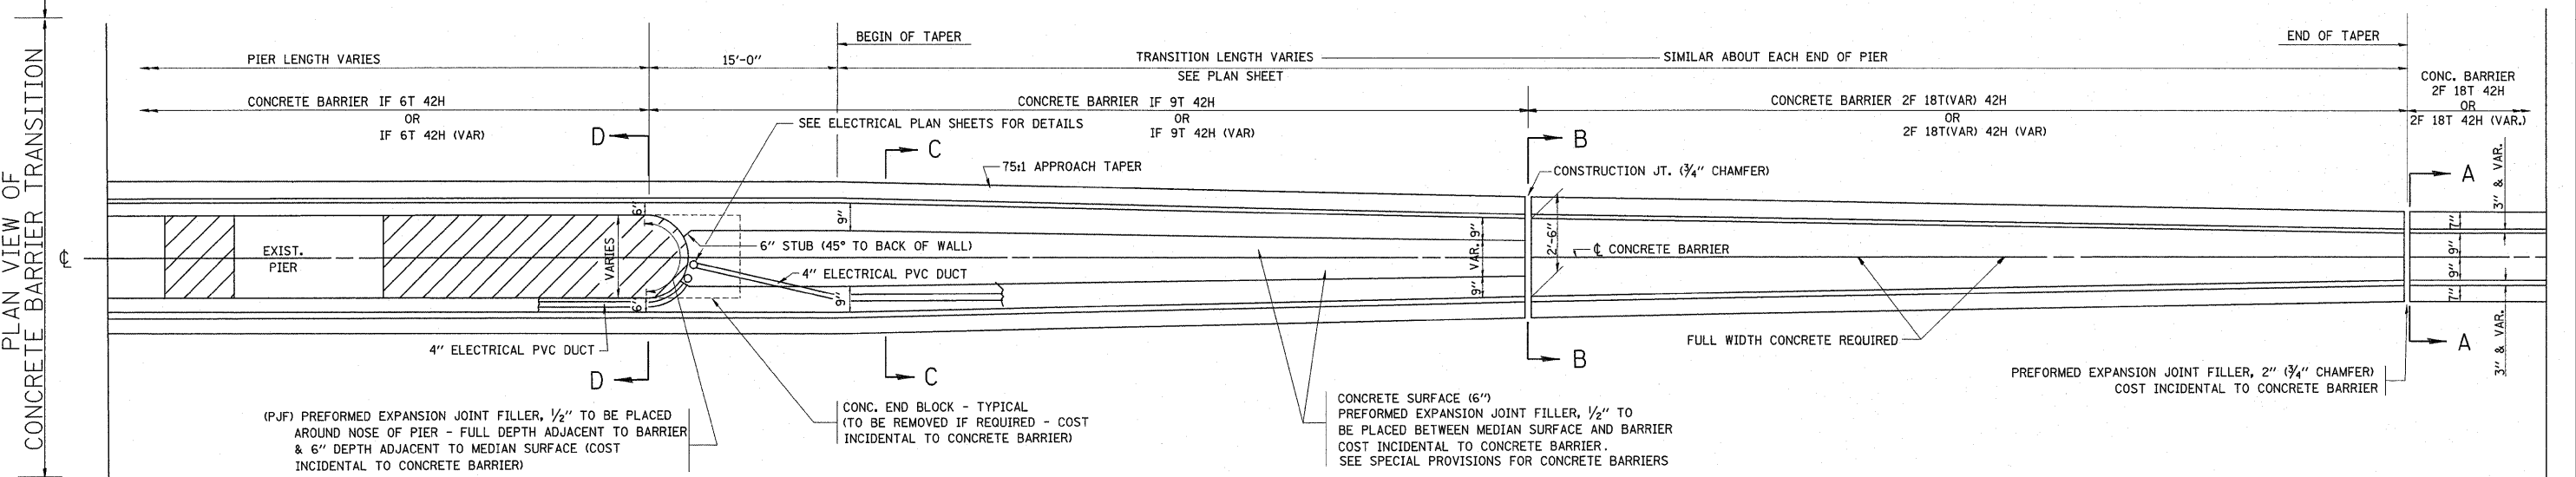 PLAN VIEW OF
CONCRETE BARRIER TRANSITION
BEGIN OF TAPER
END OF TAPER
PIER LENGTH VARIES
15'-0"
TRANSITION LENGTH VARIES
SIMILAR ABOUT EACH END OF PIER
SEE PLAN SHEET
CONC. BARRIER
2F 18T 42H
OR
2F 18T 42H (VAR.)
CONCRETE BARRIER IF 6T 42H
OR
IF 6T 42H (VAR)
CONCRETE BARRIER IF 9T 42H
OR
IF 9T 42H (VAR)
CONCRETE BARRIER 2F 18T(VAR) 42H
OR
2F 18T(VAR) 42H (VAR)
SEE ELECTRICAL PLAN SHEETS FOR DETAILS
D
C
B
A
75:1 APPROACH TAPER
CONSTRUCTION JT. (3/4" CHAMFER)
3" & VAR.
6"
9"
9"
7"
EXIST.
PIER
VARIES
6" STUB (45° TO BACK OF WALL)
4" ELECTRICAL PVC DUCT
VAR.
2'-6"
℄ CONCRETE BARRIER
9"
9"
℄
6"
9"
9"
7"
4" ELECTRICAL PVC DUCT
FULL WIDTH CONCRETE REQUIRED
3" & VAR.
D
C
B
A
PREFORMED EXPANSION JOINT FILLER, 2" (3/4" CHAMFER)
COST INCIDENTAL TO CONCRETE BARRIER
(PJF) PREFORMED EXPANSION JOINT FILLER, 1/2" TO BE PLACED
AROUND NOSE OF PIER - FULL DEPTH ADJACENT TO BARRIER
& 6" DEPTH ADJACENT TO MEDIAN SURFACE (COST
INCIDENTAL TO CONCRETE BARRIER)
CONC. END BLOCK - TYPICAL
(TO BE REMOVED IF REQUIRED - COST
INCIDENTAL TO CONCRETE BARRIER)
CONCRETE SURFACE (6")
PREFORMED EXPANSION JOINT FILLER, 1/2" TO
BE PLACED BETWEEN MEDIAN SURFACE AND BARRIER
COST INCIDENTAL TO CONCRETE BARRIER.
SEE SPECIAL PROVISIONS FOR CONCRETE BARRIERS